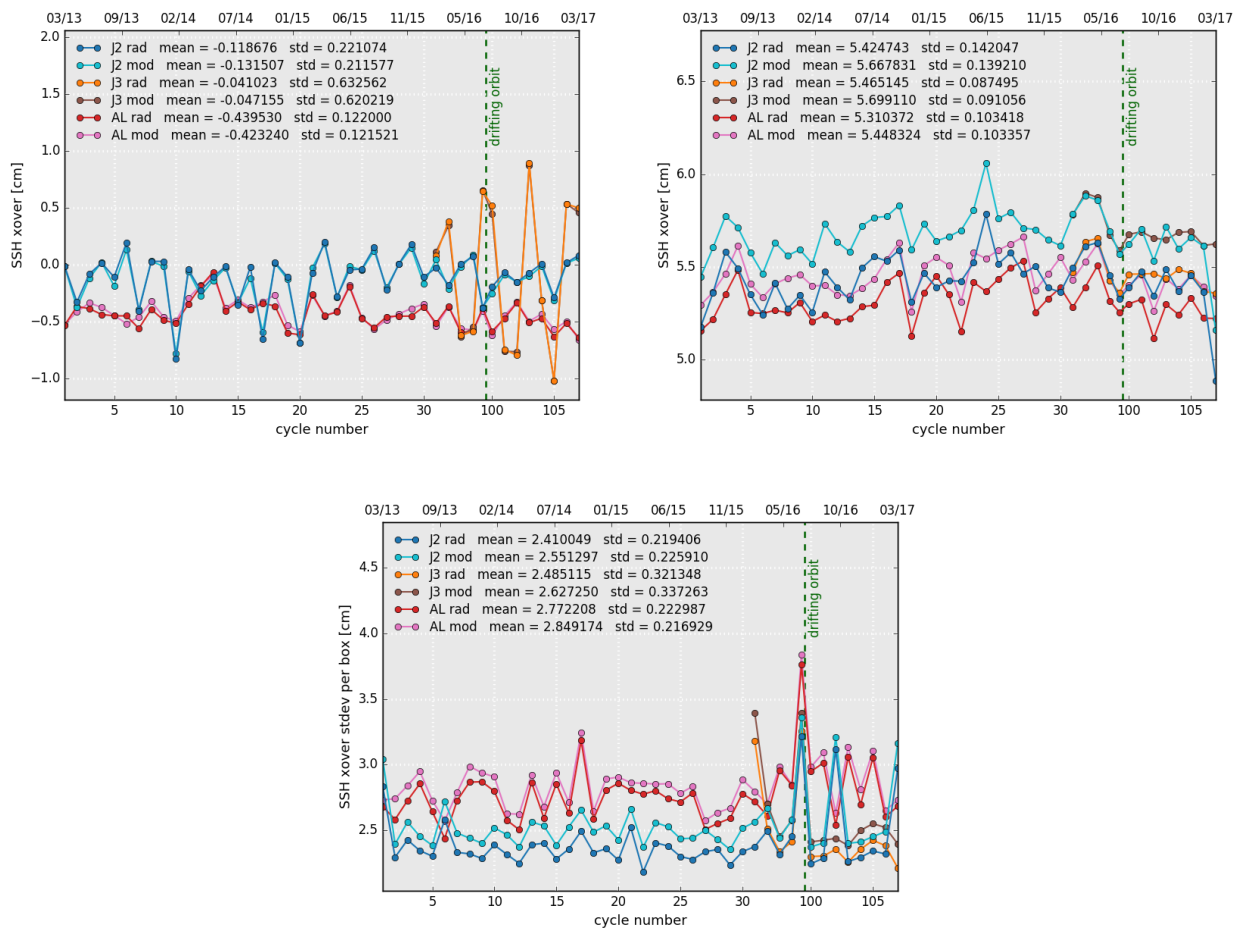 03/13 09/13 02/14 07/14 01/15 06/15 11/15 05/16 10/16 03/17
2.0
1.5
1.0
0.5
0.0
−0.5
−1.0
SSH xover [cm]
J2 rad mean = -0.118676 std = 0.221074
J2 mod mean = -0.131507 std = 0.211577
J3 rad mean = -0.041023 std = 0.632562
J3 mod mean = -0.047155 std = 0.620219
AL rad mean = -0.439530 std = 0.122000
AL mod mean = -0.423240 std = 0.121521
drifting orbit
5 10 15 20 25 30 100 105
cycle number
03/13 09/13 02/14 07/14 01/15 06/15 11/15 05/16 10/16 03/17
6.5
6.0
5.5
5.0
SSH xover [cm]
J2 rad mean = 5.424743 std = 0.142047
J2 mod mean = 5.667831 std = 0.139210
J3 rad mean = 5.465145 std = 0.087495
J3 mod mean = 5.699110 std = 0.091056
AL rad mean = 5.310372 std = 0.103418
AL mod mean = 5.448324 std = 0.103357
drifting orbit
5 10 15 20 25 30 100 105
cycle number
03/13 09/13 02/14 07/14 01/15 06/15 11/15 05/16 10/16 03/17
4.5
4.0
3.5
3.0
2.5
SSH xover stdev per box [cm]
J2 rad mean = 2.410049 std = 0.219406
J2 mod mean = 2.551297 std = 0.225910
J3 rad mean = 2.485115 std = 0.321348
J3 mod mean = 2.627250 std = 0.337263
AL rad mean = 2.772208 std = 0.222987
AL mod mean = 2.849174 std = 0.216929
drifting orbit
5 10 15 20 25 30 100 105
cycle number